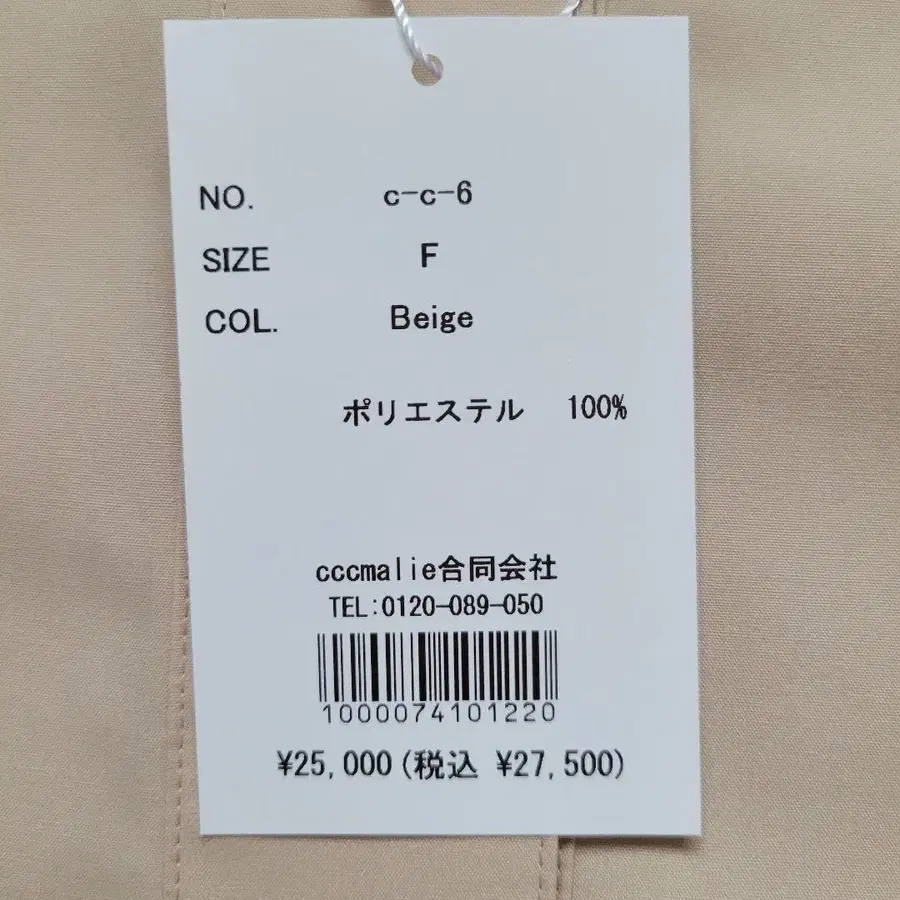 NO. c-c-6
SIZE F
COL. Beige
ポリエステル 100%
cccmalie合同会社
TEL:0120-089-050
1000074101220
¥25,000(税込 ¥27,500)